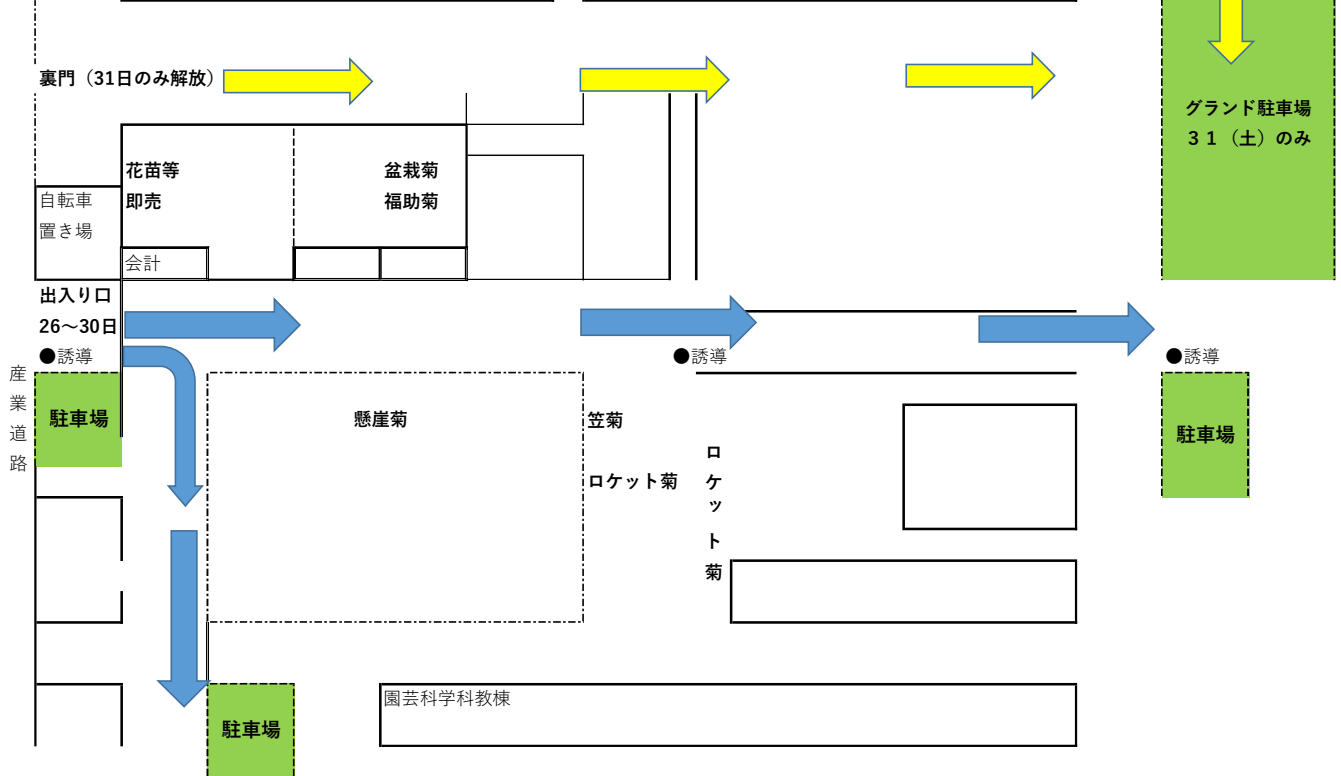 裏門（31日のみ解放）
グランド駐車場
３１（土）のみ
花苗等
即売
盆栽菊
福助菊
自転車
置き場
会計
出入り口
26～30日
●誘導
●誘導
●誘導
産業道路
駐車場
懸崖菊
笠菊
ロケット菊
ロケット菊
駐車場
園芸科学科教棟
駐車場